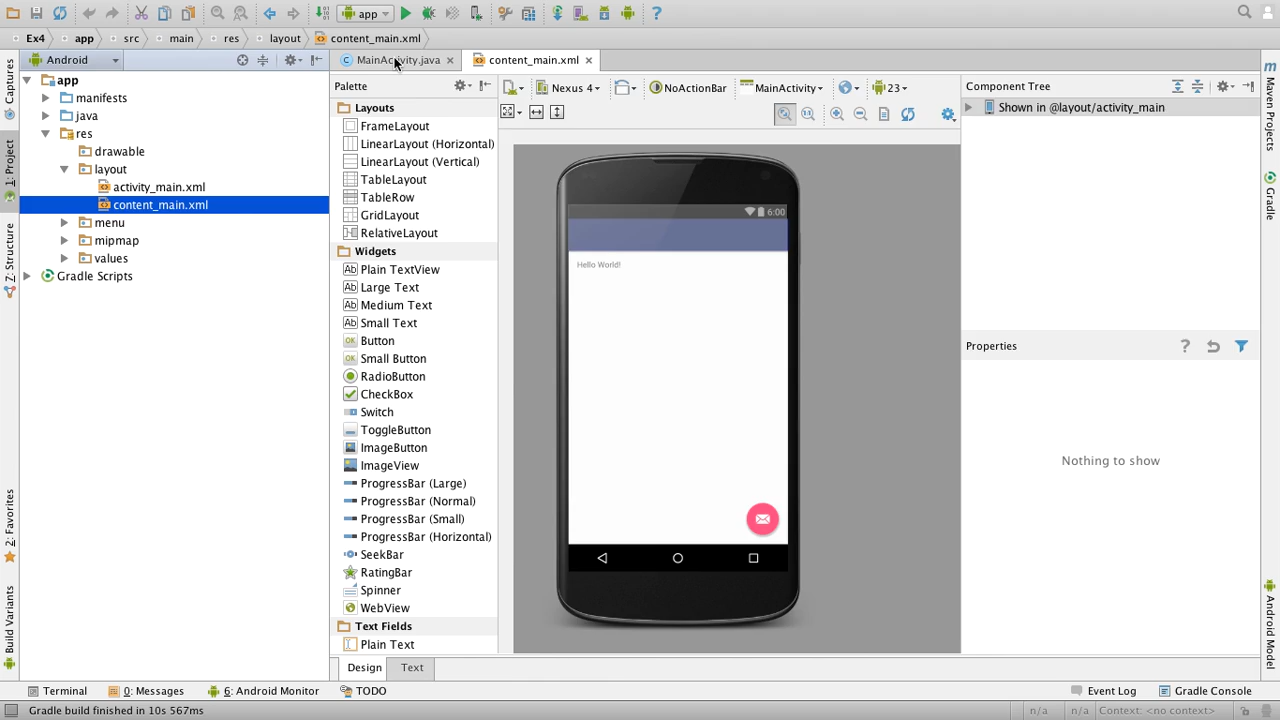 app
Ex4 app src main res layout content_main.xml
Android
MainActivity.java
content_main.xml
Captures
1: Project
7: Structure
2: Favorites
Build Variants
app
manifests
java
res
drawable
layout
activity_main.xml
content_main.xml
menu
mipmap
values
Gradle Scripts
Palette
Layouts
FrameLayout
LinearLayout (Horizontal)
LinearLayout (Vertical)
TableLayout
TableRow
GridLayout
RelativeLayout
Widgets
Plain TextView
Large Text
Medium Text
Small Text
Button
Small Button
RadioButton
CheckBox
Switch
ToggleButton
ImageButton
ImageView
ProgressBar (Large)
ProgressBar (Normal)
ProgressBar (Small)
ProgressBar (Horizontal)
SeekBar
RatingBar
Spinner
WebView
Text Fields
Plain Text
Nexus 4 NoActionBar MainActivity 23
6:00
Hello World!
Component Tree
Shown in @layout/activity_main
Properties
Nothing to show
Maven Projects
Gradle
Android Model
Design Text
Terminal 0: Messages 6: Android Monitor TODO Event Log Gradle Console
Gradle build finished in 10s 567ms n/a n/a Context: <no context>